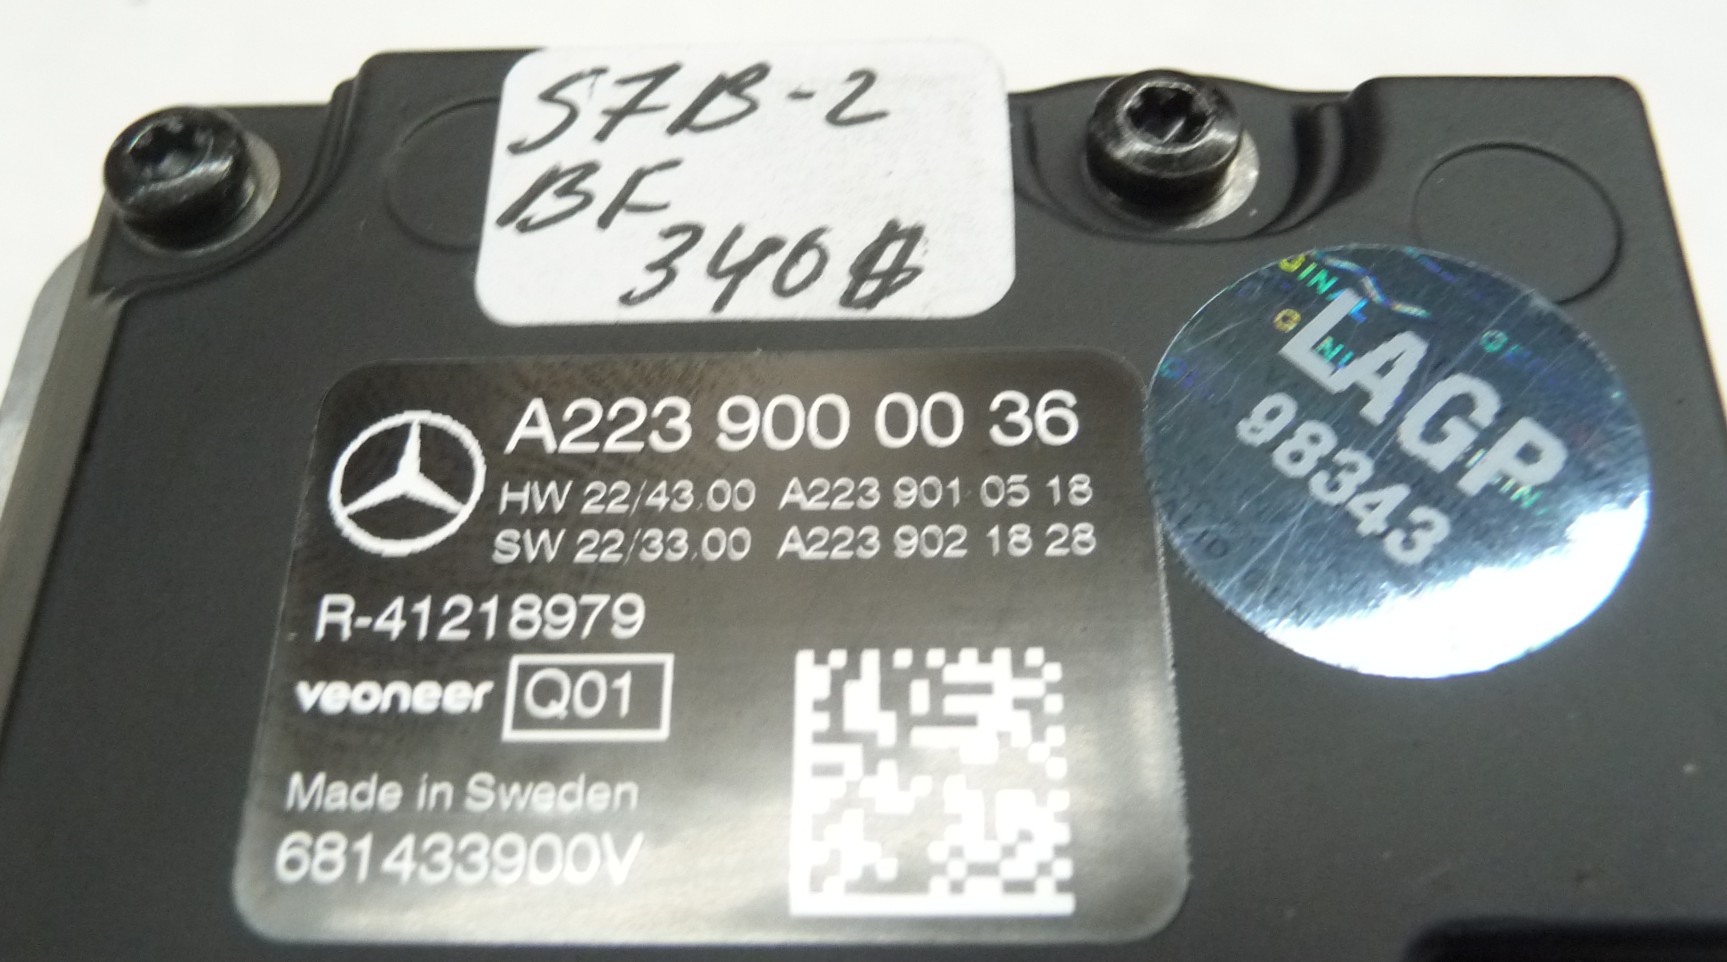 S7B-2
BF
340
A223 900 00 36
HW 22/43.00 A223 901 05 18
SW 22/33.00 A223 902 18 28
R-41218979
veoneer Q01
Made in Sweden
681433900V
LAGP
98343